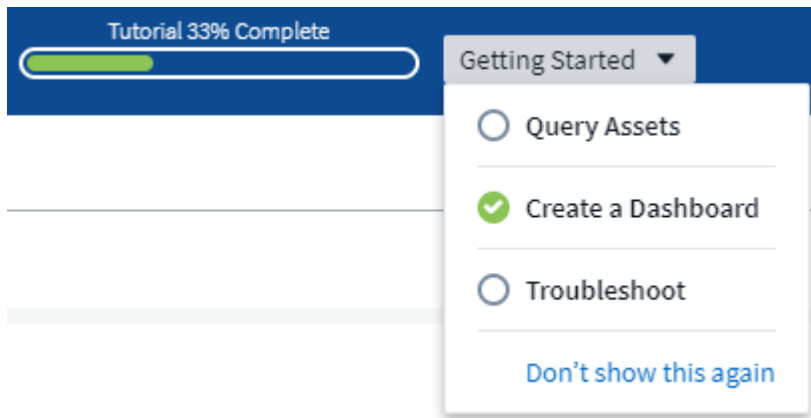 Tutorial 33% Complete
Getting Started
Query Assets
Create a Dashboard
Troubleshoot
Don’t show this again